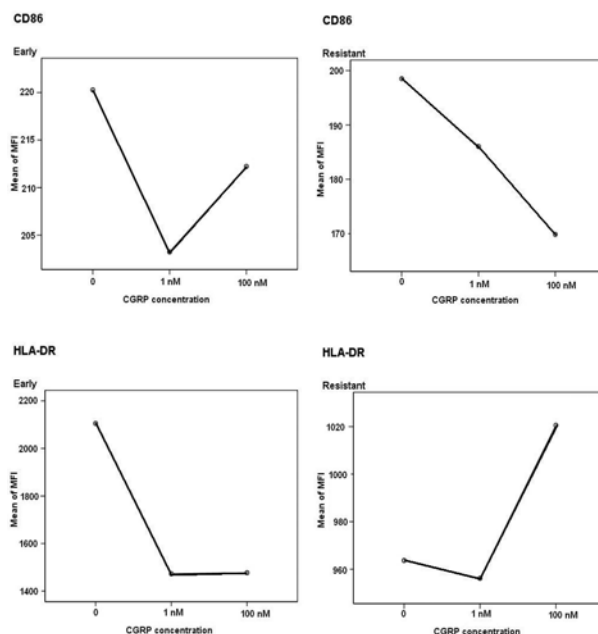 CD86
Early
220
215
210
205
Mean of MFI
0 1 nM 100 nM
CGRP concentration
CD86
Resistant
200
190
180
170
Mean of MFI
0 1 nM 100 nM
CGRP concentration
HLA-DR
Early
2200
2000
1800
1600
1400
Mean of MFI
0 1 nM 100 nM
CGRP concentration
HLA-DR
Resistant
1020
1000
980
960
Mean of MFI
0 1 nM 100 nM
CGRP concentration